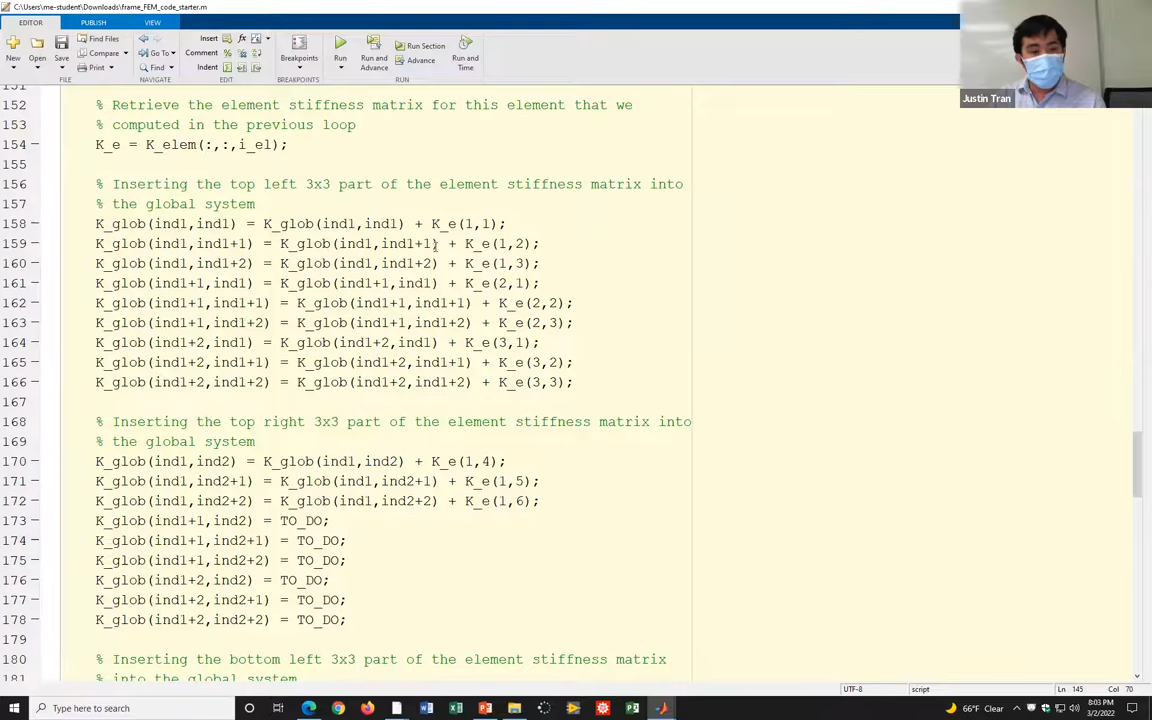 C:\Users\me-student\Downloads\frame_FEM_code_starter.m
EDITOR PUBLISH VIEW
New Open Save Find Files Compare Print Go To Find Insert Comment Indent fx Breakpoints Run Run and Advance Run Section Advance Run and Time
FILE NAVIGATE EDIT BREAKPOINTS RUN
Justin Tran
151
152 % Retrieve the element stiffness matrix for this element that we
153 % computed in the previous loop
154 K_e = K_elem(:,:,i_el);
155
156 % Inserting the top left 3x3 part of the element stiffness matrix into
157 % the global system
158 K_glob(ind1,ind1) = K_glob(ind1,ind1) + K_e(1,1);
159 K_glob(ind1,ind1+1) = K_glob(ind1,ind1+1) + K_e(1,2);
160 K_glob(ind1,ind1+2) = K_glob(ind1,ind1+2) + K_e(1,3);
161 K_glob(ind1+1,ind1) = K_glob(ind1+1,ind1) + K_e(2,1);
162 K_glob(ind1+1,ind1+1) = K_glob(ind1+1,ind1+1) + K_e(2,2);
163 K_glob(ind1+1,ind1+2) = K_glob(ind1+1,ind1+2) + K_e(2,3);
164 K_glob(ind1+2,ind1) = K_glob(ind1+2,ind1) + K_e(3,1);
165 K_glob(ind1+2,ind1+1) = K_glob(ind1+2,ind1+1) + K_e(3,2);
166 K_glob(ind1+2,ind1+2) = K_glob(ind1+2,ind1+2) + K_e(3,3);
167
168 % Inserting the top right 3x3 part of the element stiffness matrix into
169 % the global system
170 K_glob(ind1,ind2) = K_glob(ind1,ind2) + K_e(1,4);
171 K_glob(ind1,ind2+1) = K_glob(ind1,ind2+1) + K_e(1,5);
172 K_glob(ind1,ind2+2) = K_glob(ind1,ind2+2) + K_e(1,6);
173 K_glob(ind1+1,ind2) = TO_DO;
174 K_glob(ind1+1,ind2+1) = TO_DO;
175 K_glob(ind1+1,ind2+2) = TO_DO;
176 K_glob(ind1+2,ind2) = TO_DO;
177 K_glob(ind1+2,ind2+1) = TO_DO;
178 K_glob(ind1+2,ind2+2) = TO_DO;
179
180 % Inserting the bottom left 3x3 part of the element stiffness matrix
181 % into the global system
UTF-8 script Ln 145 Col 70
Type here to search
66°F Clear
8:03 PM
3/2/2022